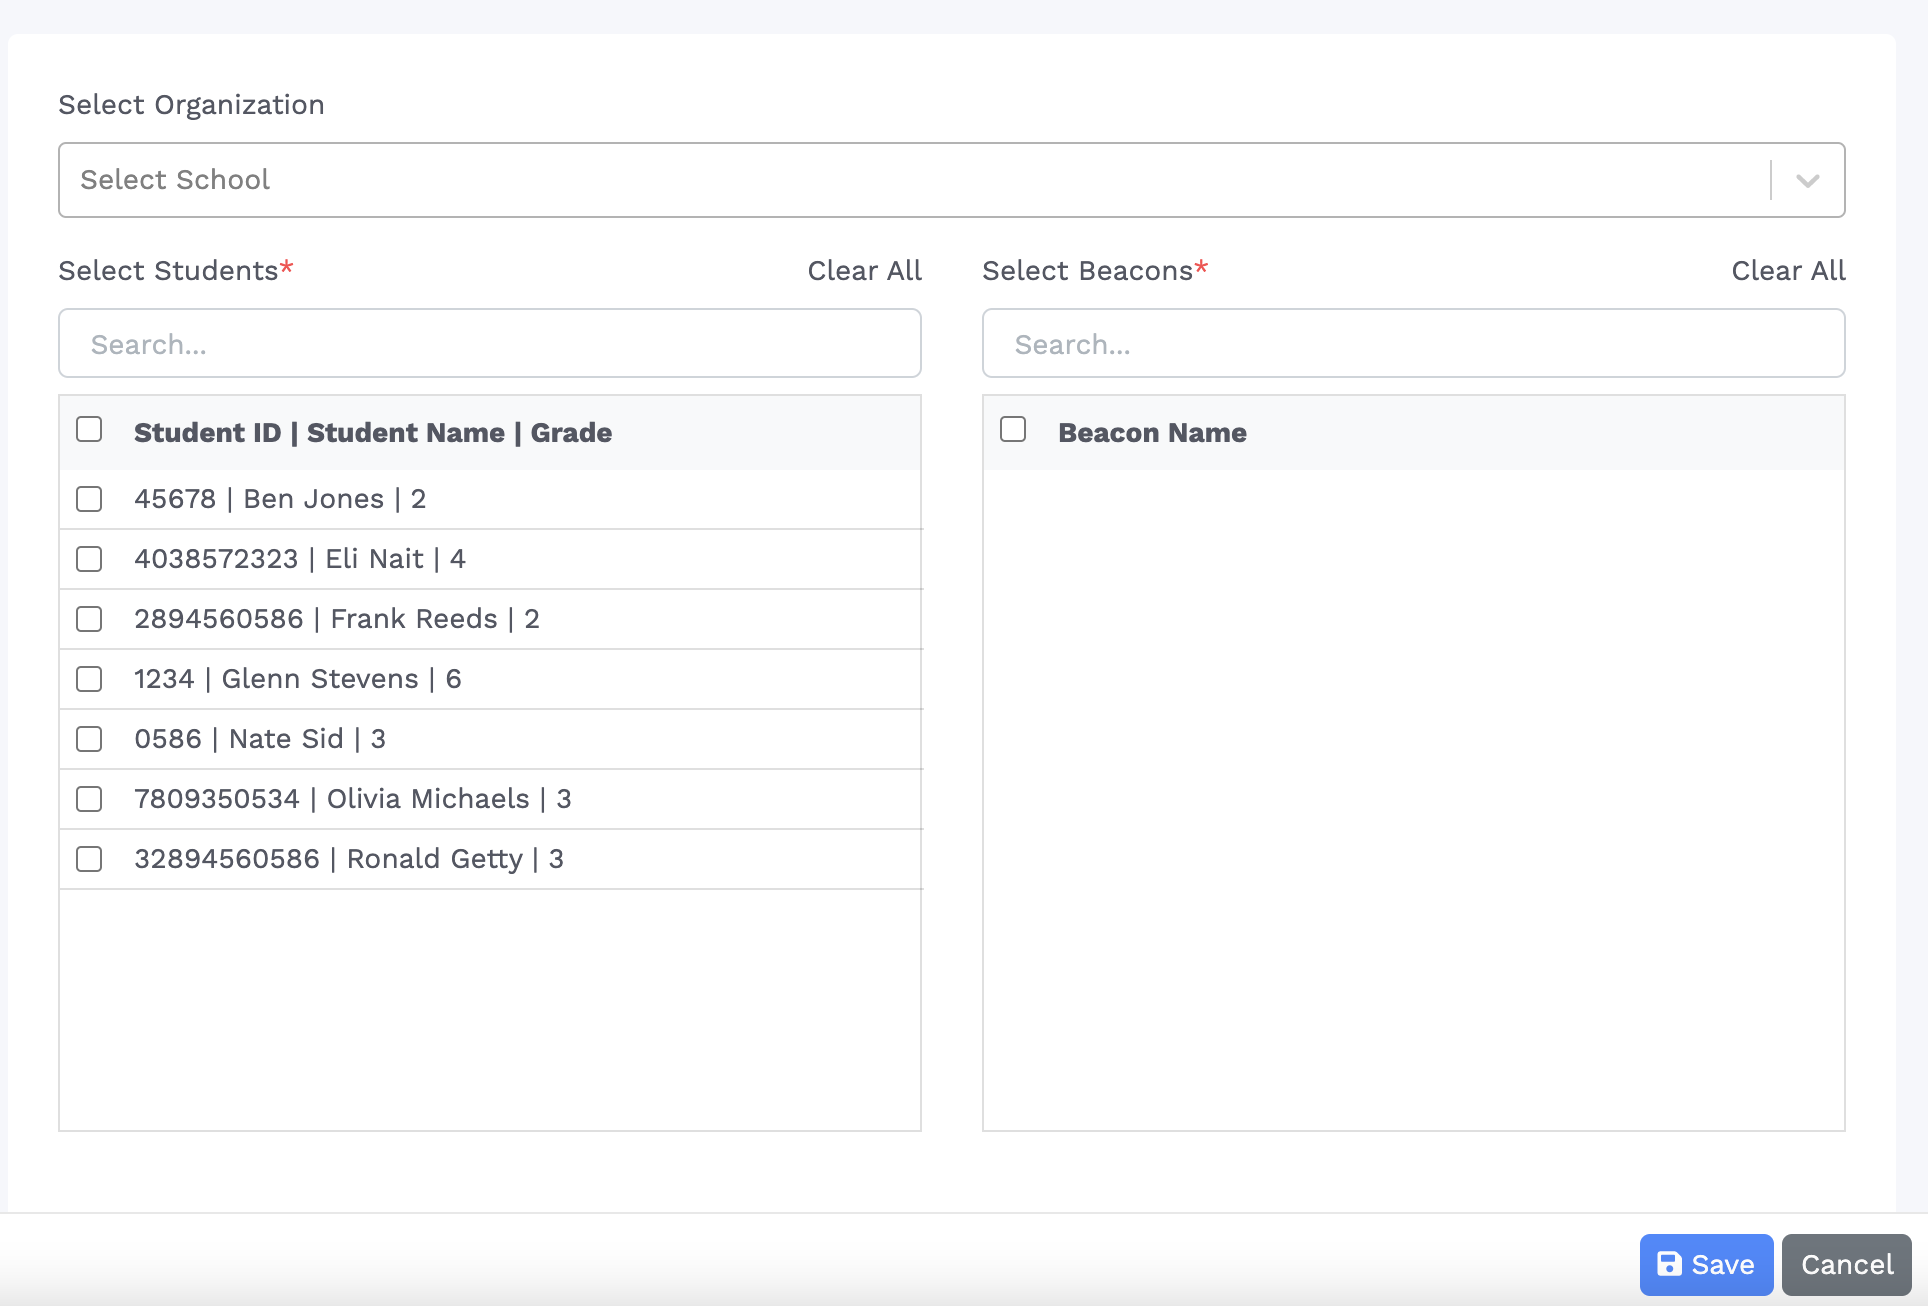 Select Organization
Select School
Select Students* Clear All
Search...
Student ID | Student Name | Grade
45678 | Ben Jones | 2
4038572323 | Eli Nait | 4
2894560586 | Frank Reeds | 2
1234 | Glenn Stevens | 6
0586 | Nate Sid | 3
7809350534 | Olivia Michaels | 3
32894560586 | Ronald Getty | 3
Select Beacons* Clear All
Search...
Beacon Name
Save Cancel